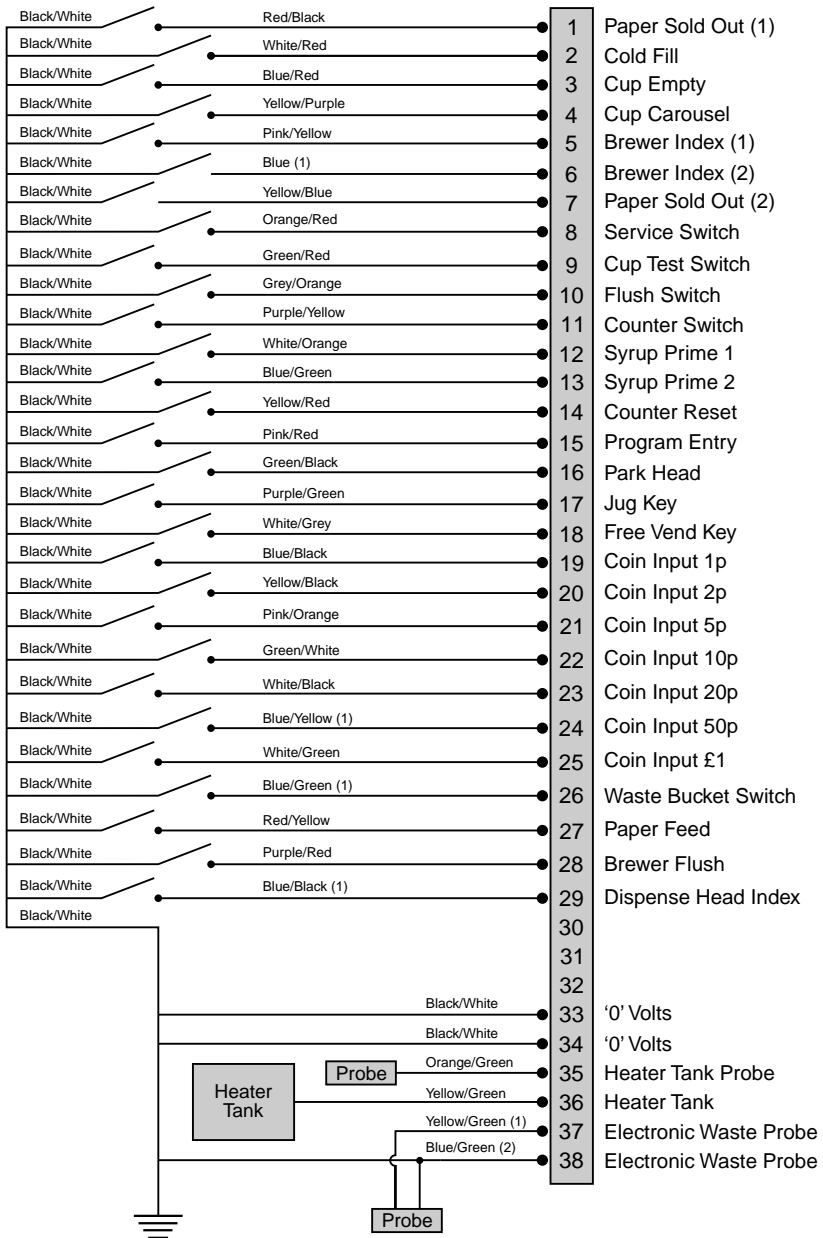 Black/White Red/Black 1 Paper Sold Out (1)
Black/White White/Red 2 Cold Fill
Black/White Blue/Red 3 Cup Empty
Black/White Yellow/Purple 4 Cup Carousel
Black/White Pink/Yellow 5 Brewer Index (1)
Black/White Blue (1) 6 Brewer Index (2)
Black/White Yellow/Blue 7 Paper Sold Out (2)
Black/White Orange/Red 8 Service Switch
Black/White Green/Red 9 Cup Test Switch
Black/White Grey/Orange 10 Flush Switch
Black/White Purple/Yellow 11 Counter Switch
Black/White White/Orange 12 Syrup Prime 1
Black/White Blue/Green 13 Syrup Prime 2
Black/White Yellow/Red 14 Counter Reset
Black/White Pink/Red 15 Program Entry
Black/White Green/Black 16 Park Head
Black/White Purple/Green 17 Jug Key
Black/White White/Grey 18 Free Vend Key
Black/White Blue/Black 19 Coin Input 1p
Black/White Yellow/Black 20 Coin Input 2p
Black/White Pink/Orange 21 Coin Input 5p
Black/White Green/White 22 Coin Input 10p
Black/White White/Black 23 Coin Input 20p
Black/White Blue/Yellow (1) 24 Coin Input 50p
Black/White White/Green 25 Coin Input £1
Black/White Blue/Green (1) 26 Waste Bucket Switch
Black/White Red/Yellow 27 Paper Feed
Black/White Purple/Red 28 Brewer Flush
Black/White Blue/Black (1) 29 Dispense Head Index
Black/White 30
31
32
Black/White 33 ‘0’ Volts
Black/White 34 ‘0’ Volts
Probe Orange/Green 35 Heater Tank Probe
Heater
Tank
Yellow/Green 36 Heater Tank
Yellow/Green (1) 37 Electronic Waste Probe
Blue/Green (2) 38 Electronic Waste Probe
Probe